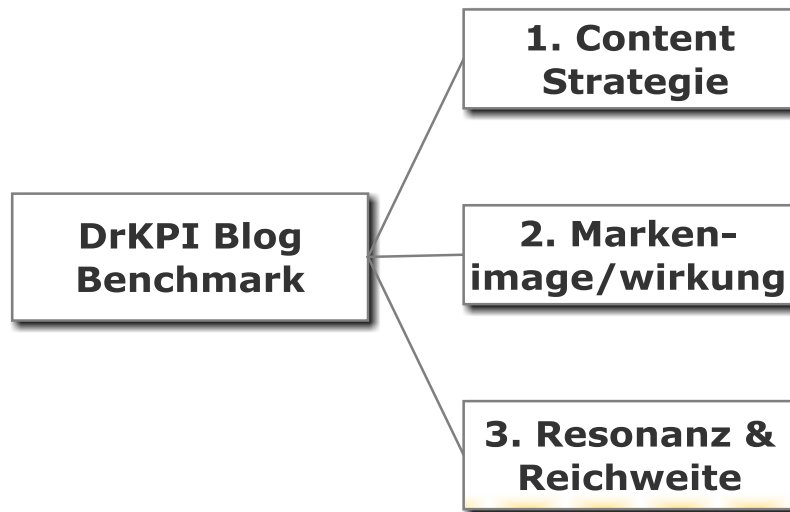 1. Content
Strategie
DrKPI Blog
Benchmark
2. Marken-
image/wirkung
3. Resonanz &
Reichweite